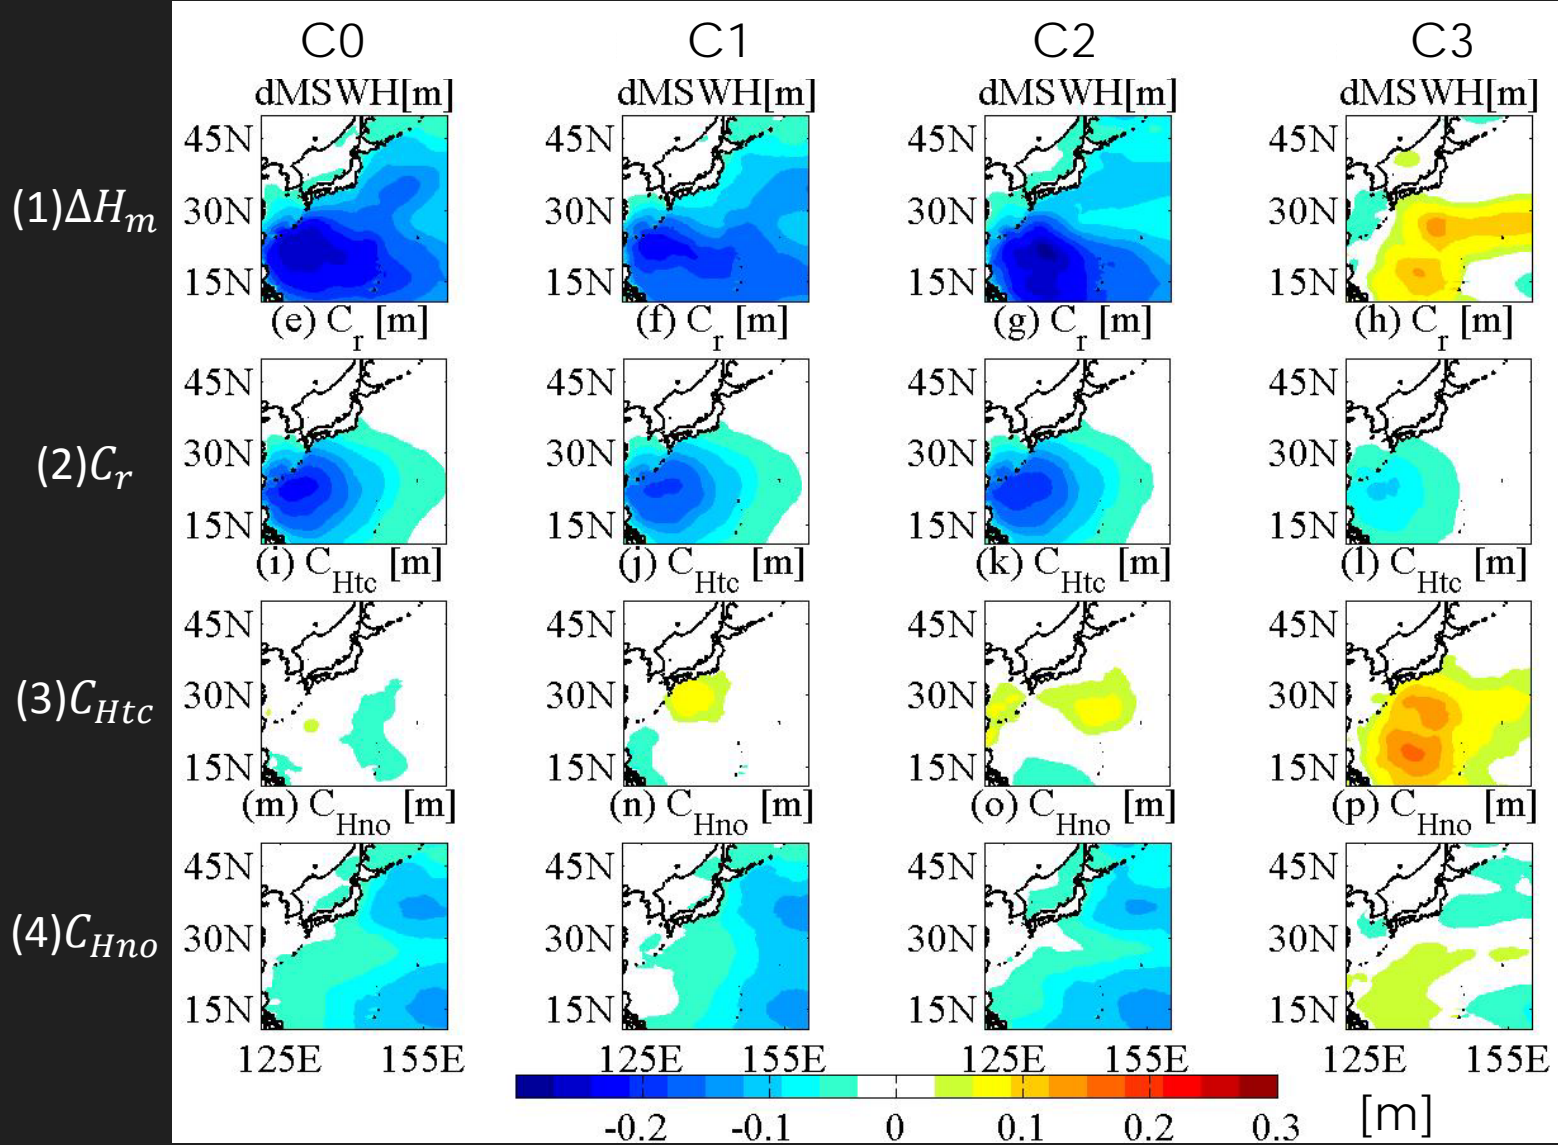 C0 C1 C2 C3
dMSWH[m] dMSWH[m] dMSWH[m] dMSWH[m]
45N 45N 45N 45N
(1)ΔH_m
30N 30N 30N 30N
15N 15N 15N 15N
(e) C_r [m] (f) C_r [m] (g) C_r [m] (h) C_r [m]
45N 45N 45N 45N
(2)C_r
30N 30N 30N 30N
15N 15N 15N 15N
(i) C_Htc [m] (j) C_Htc [m] (k) C_Htc [m] (l) C_Htc [m]
45N 45N 45N 45N
(3)C_Htc
30N 30N 30N 30N
15N 15N 15N 15N
(m) C_Hno [m] (n) C_Hno [m] (o) C_Hno [m] (p) C_Hno [m]
45N 45N 45N 45N
(4)C_Hno
30N 30N 30N 30N
15N 15N 15N 15N
125E 155E 125E 155E 125E 155E 125E 155E
-0.2 -0.1 0 0.1 0.2 0.3 [m]